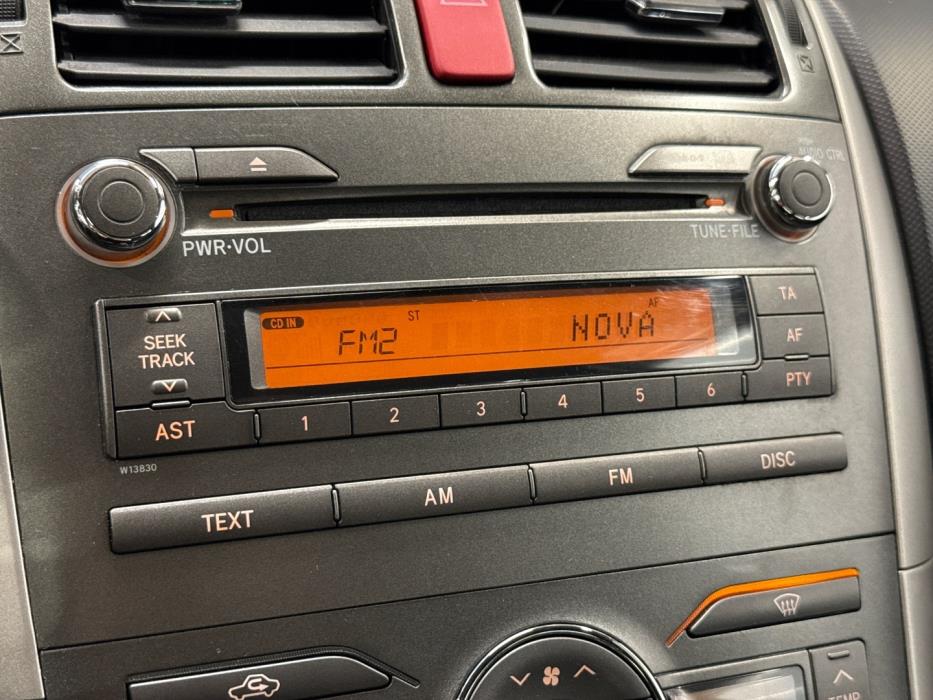 AUDIO CTRL
PWR·VOL
TUNE·FILE
CD IN
ST
AF
FM2
NOVA
SEEK
TRACK
TA
AF
PTY
AST
1
2
3
4
5
6
W13830
TEXT
AM
FM
DISC
TEMP